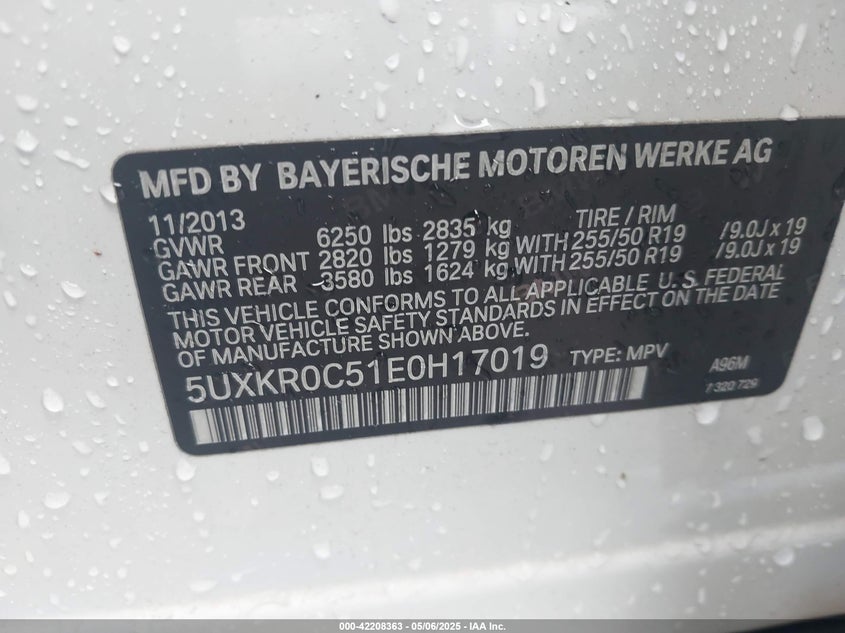 MFD BY BAYERISCHE MOTOREN WERKE AG
11/2013 TIRE / RIM
GVWR 6250 lbs 2835 kg
GAWR FRONT 2820 lbs 1279 kg WITH 255/50 R19 /9.0J x 19
GAWR REAR 3580 lbs 1624 kg WITH 255/50 R19 /9.0J x 19
THIS VEHICLE CONFORMS TO ALL APPLICABLE U.S. FEDERAL
MOTOR VEHICLE SAFETY STANDARDS IN EFFECT ON THE DATE
OF MANUFACTURE SHOWN ABOVE.
5UXKR0C51E0H17019 TYPE: MPV A96M
7 320 729
000-42208363 - 05/06/2025 - IAA Inc.